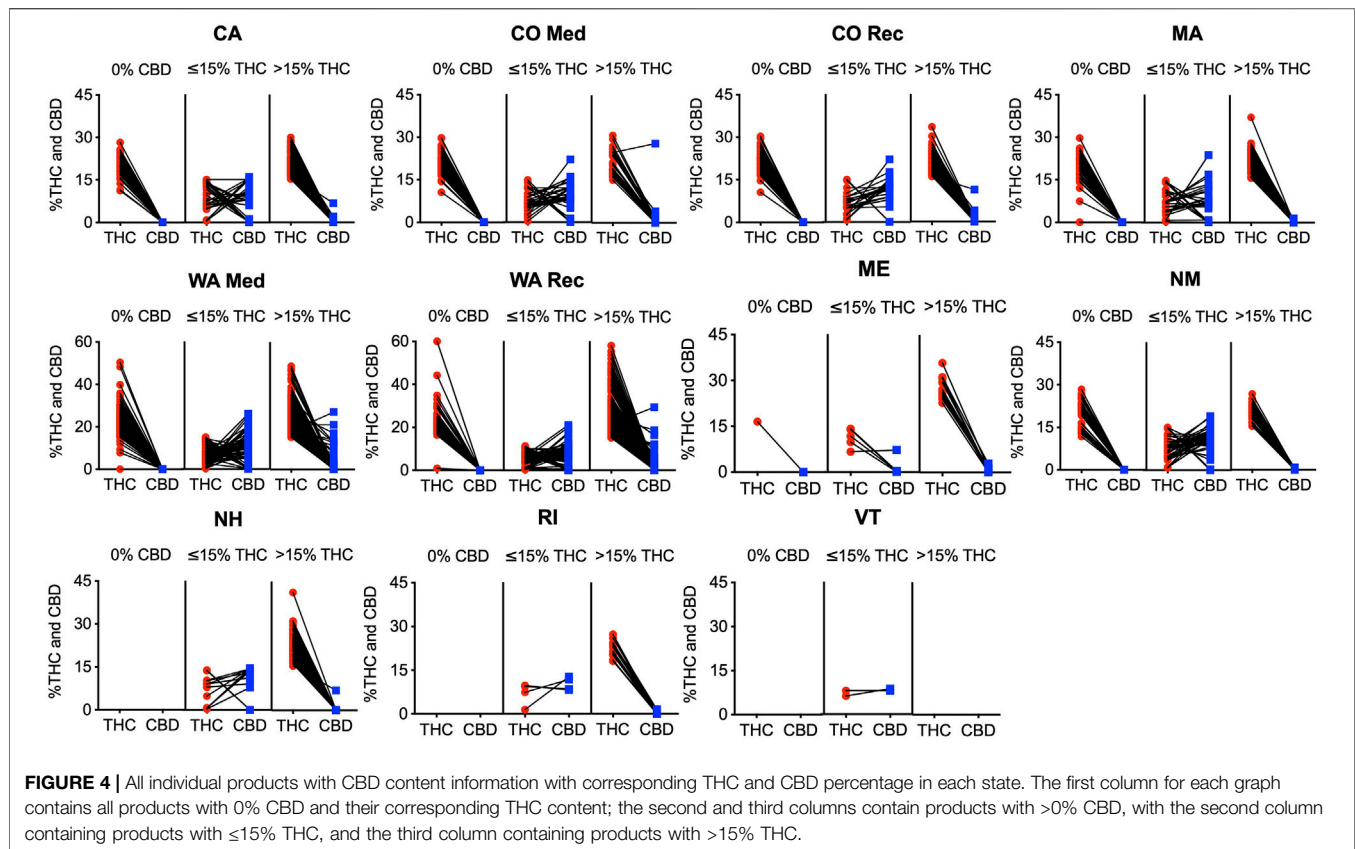 CA CO Med CO Rec MA
0% CBD ≤15% THC >15% THC 0% CBD ≤15% THC >15% THC 0% CBD ≤15% THC >15% THC 0% CBD ≤15% THC >15% THC
%THC and CBD %THC and CBD %THC and CBD %THC and CBD
45 45 45 45
30 30 30 30
15 15 15 15
0 0 0 0
THC CBD THC CBD THC CBD THC CBD THC CBD THC CBD THC CBD THC CBD THC CBD THC CBD THC CBD THC CBD
WA Med WA Rec ME NM
0% CBD ≤15% THC >15% THC 0% CBD ≤15% THC >15% THC 0% CBD ≤15% THC >15% THC 0% CBD ≤15% THC >15% THC
%THC and CBD %THC and CBD %THC and CBD %THC and CBD
60 60 45 45
40 40 30 30
20 20 15 15
0 0 0 0
THC CBD THC CBD THC CBD THC CBD THC CBD THC CBD THC CBD THC CBD THC CBD THC CBD THC CBD THC CBD
NH RI VT
0% CBD ≤15% THC >15% THC 0% CBD ≤15% THC >15% THC 0% CBD ≤15% THC >15% THC
%THC and CBD %THC and CBD %THC and CBD
45 45 45
30 30 30
15 15 15
0 0 0
THC CBD THC CBD THC CBD THC CBD THC CBD THC CBD THC CBD THC CBD THC CBD
FIGURE 4 | All individual products with CBD content information with corresponding THC and CBD percentage in each state. The first column for each graph
contains all products with 0% CBD and their corresponding THC content; the second and third columns contain products with >0% CBD, with the second column
containing products with ≤15% THC, and the third column containing products with >15% THC.